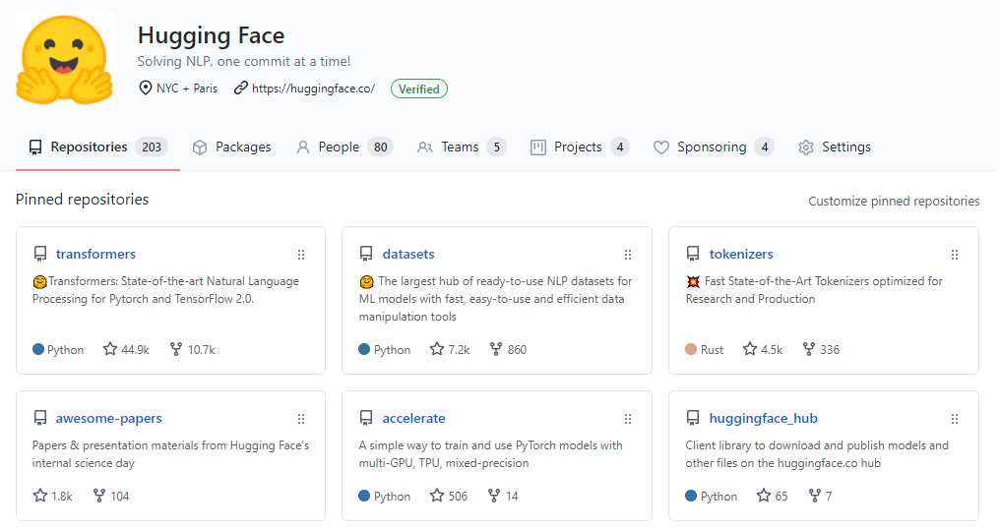 Hugging Face
Solving NLP, one commit at a time!
NYC + Paris https://huggingface.co/ Verified
Repositories 203 Packages People 80 Teams 5 Projects 4 Sponsoring 4 Settings
Pinned repositories Customize pinned repositories
transformers
🤗Transformers: State-of-the-art Natural Language
Processing for Pytorch and TensorFlow 2.0.
Python 44.9k 10.7k
datasets
🤗 The largest hub of ready-to-use NLP datasets for
ML models with fast, easy-to-use and efficient data
manipulation tools
Python 7.2k 860
tokenizers
💥 Fast State-of-the-Art Tokenizers optimized for
Research and Production
Rust 4.5k 336
awesome-papers
Papers & presentation materials from Hugging Face's
internal science day
1.8k 104
accelerate
A simple way to train and use PyTorch models with
multi-GPU, TPU, mixed-precision
Python 506 14
huggingface_hub
Client library to download and publish models and
other files on the huggingface.co hub
Python 65 7